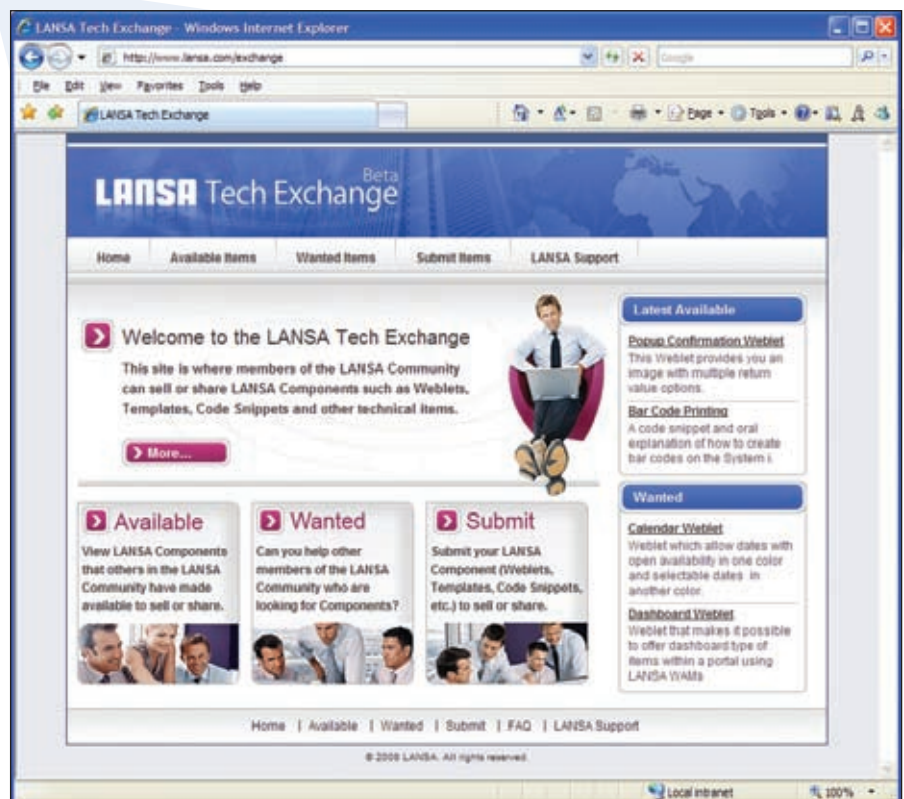 LANSA Tech Exchange - Windows Internet Explorer
http://www.lansa.com/exchange
Google
File Edit View Favorites Tools Help
LANSA Tech Exchange
Page Tools
LANSA Tech Exchange
Beta
Home Available Items Wanted Items Submit Items LANSA Support
Welcome to the LANSA Tech Exchange
This site is where members of the LANSA Community
can sell or share LANSA Components such as Weblets,
Templates, Code Snippets and other technical items.
More...
Available
View LANSA Components
that others in the LANSA
Community have made
available to sell or share.
Wanted
Can you help other
members of the LANSA
Community who are
looking for Components?
Submit
Submit your LANSA
Component (Weblets,
Templates, Code Snippets,
etc.) to sell or share.
Latest Available
Popup Confirmation Weblet
This Weblet provides you an
image with multiple return
value options.
Bar Code Printing
A code snippet and oral
explanation of how to create
bar codes on the System i.
Wanted
Calendar Weblet
Weblet which allow dates with
open availability in one color
and selectable dates in
another color.
Dashboard Weblet
Weblet that makes it possible
to offer dashboard type of
items within a portal using
LANSA WAMs
Home | Available | Wanted | Submit | FAQ | LANSA Support
© 2008 LANSA. All rights reserved.
Local intranet 100%